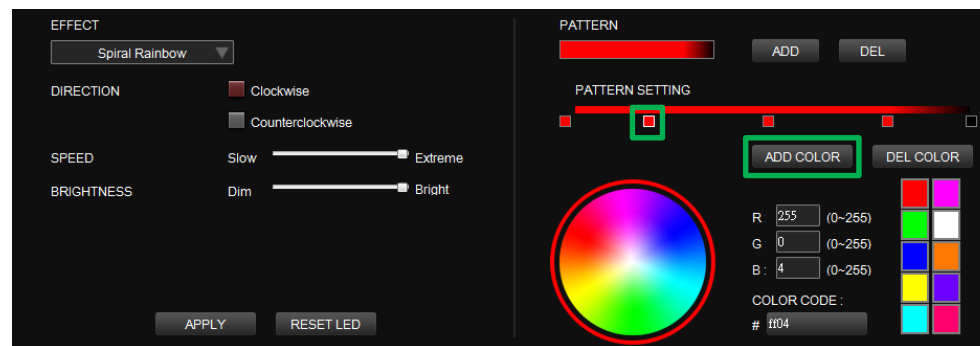 EFFECT
Spiral Rainbow
DIRECTION
Clockwise
Counterclockwise
SPEED
Slow
Extreme
BRIGHTNESS
Dim
Bright
APPLY
RESET LED
PATTERN
ADD
DEL
PATTERN SETTING
ADD COLOR
DEL COLOR
R 255 (0~255)
G 0 (0~255)
B : 4 (0~255)
COLOR CODE :
# ff04